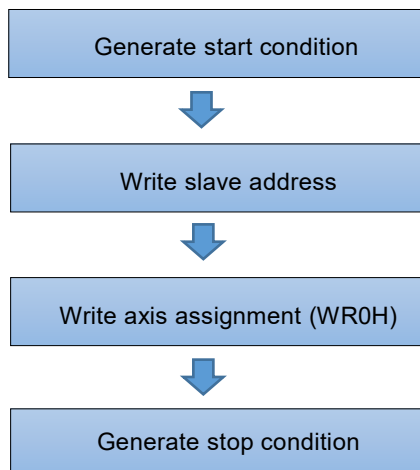 Generate start condition
Write slave address
Write axis assignment (WR0H)
Generate stop condition